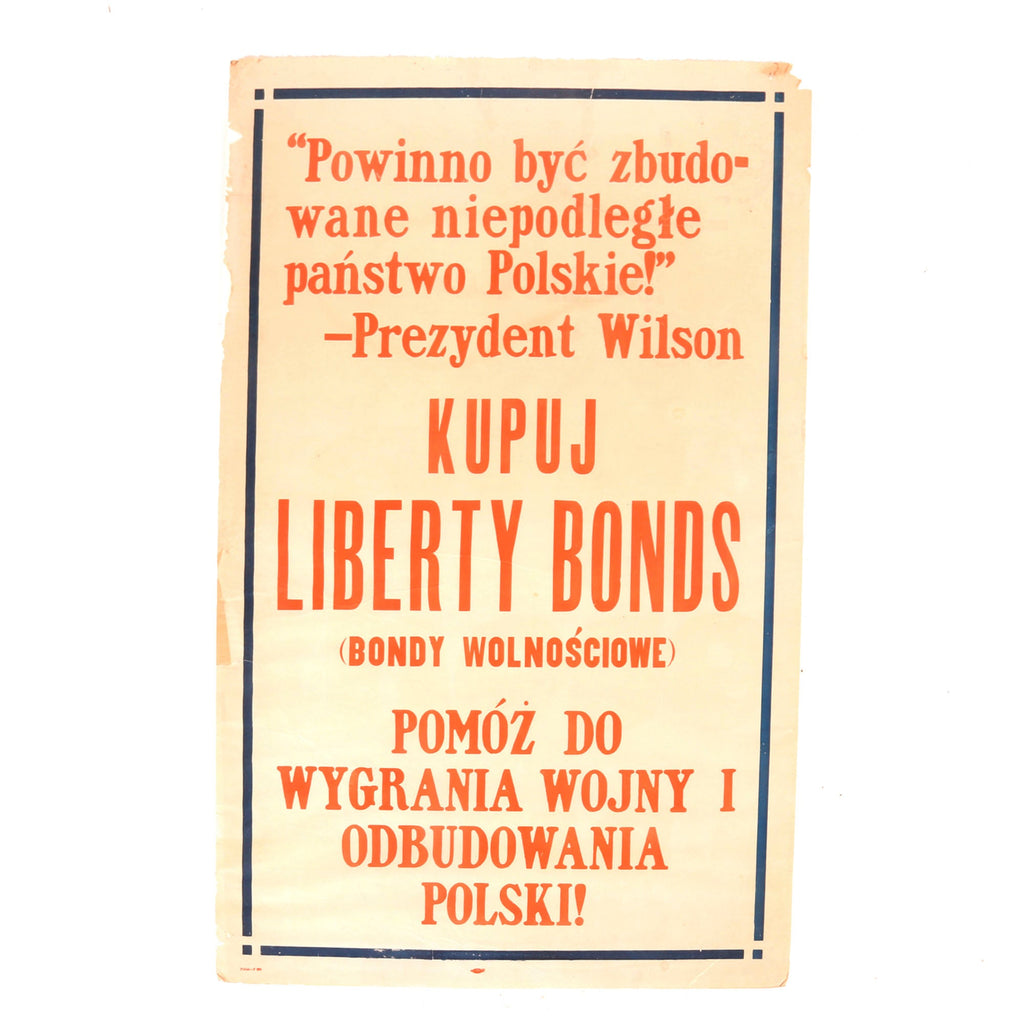 “Powinno być zbudo-
wane niepodległe
państwo Polskie!”
–Prezydent Wilson
KUPUJ
LIBERTY BONDS
(BONDY WOLNOŚCIOWE)
POMÓŻ DO
WYGRANIA WOJNY I
ODBUDOWANIA
POLSKI!